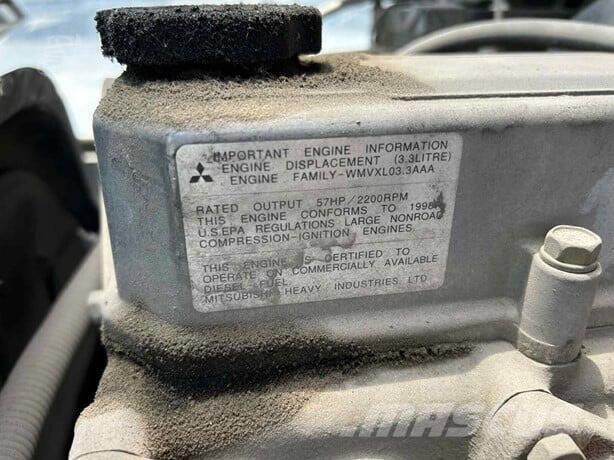 IMPORTANT ENGINE INFORMATION
ENGINE DISPLACEMENT (3.3LITRE)
ENGINE FAMILY-WMVXL03.3AAA
RATED OUTPUT 57HP/2200RPM
THIS ENGINE CONFORMS TO 1998
U.S.EPA REGULATIONS LARGE NONROAD
COMPRESSION-IGNITION ENGINES.
THIS ENGINE IS CERTIFIED TO
OPERATE ON COMMERCIALLY AVAILABLE
DIESEL FUEL
MITSUBISHI HEAVY INDUSTRIES LTD
MASCUS